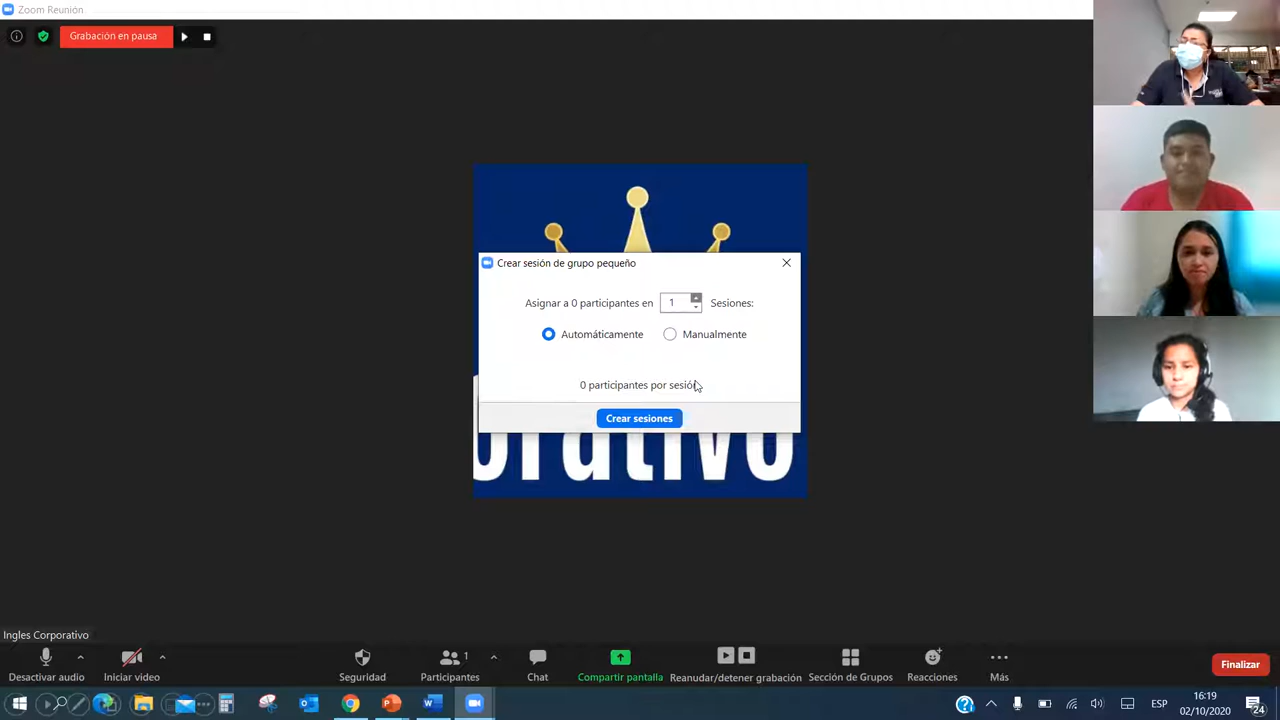 Zoom Reunión
Grabación en pausa
Crear sesión de grupo pequeño
Asignar a 0 participantes en 1 Sesiones:
Automáticamente Manualmente
0 participantes por sesión
Crear sesiones
orativo
Ingles Corporativo
1
Desactivar audio Iniciar video Seguridad Participantes Chat Compartir pantalla Reanudar/detener grabación Sección de Grupos Reacciones Más Finalizar
ESP
16:19
02/10/2020
24